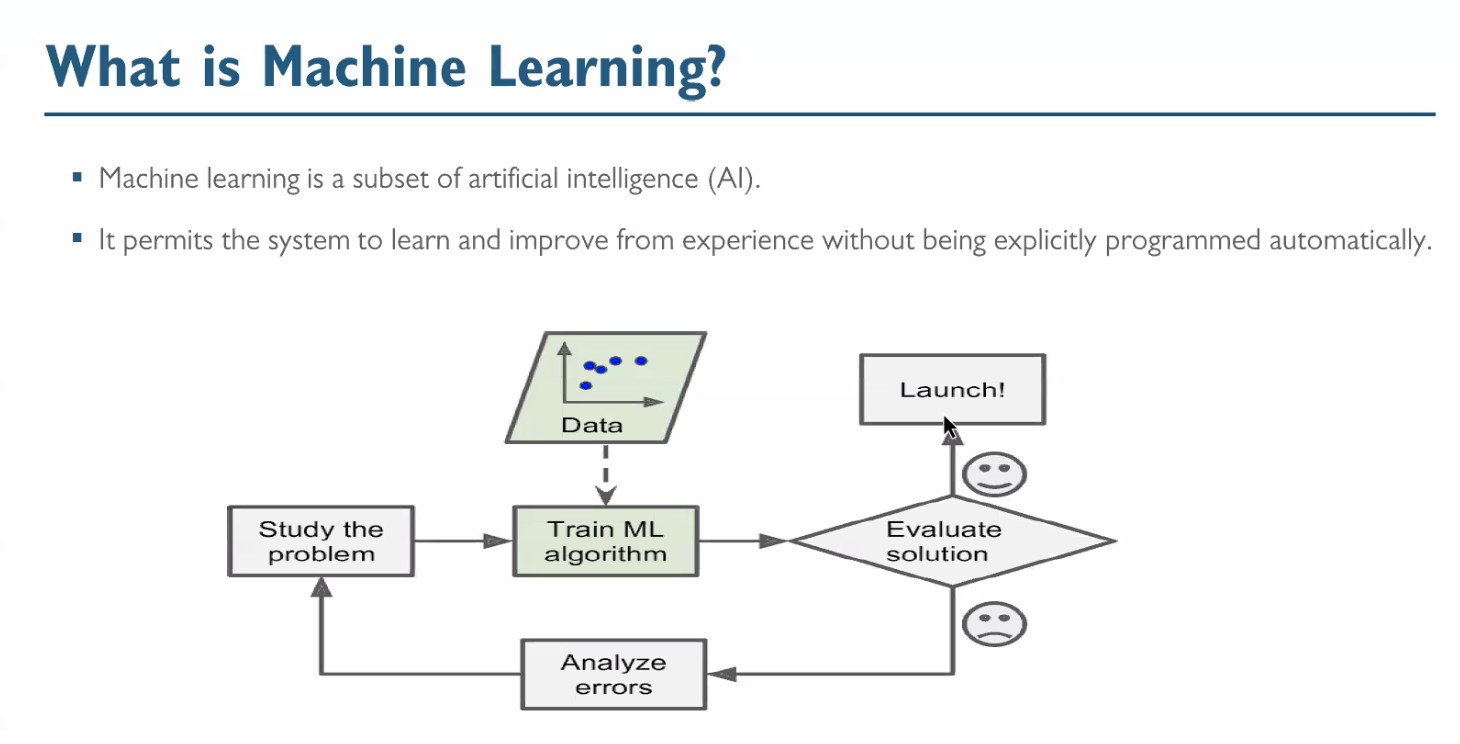 What is Machine Learning?
Machine learning is a subset of artificial intelligence (AI).
It permits the system to learn and improve from experience without being explicitly programmed automatically.
Data
Launch!
Study the
problem
Train ML
algorithm
Evaluate
solution
Analyze
errors